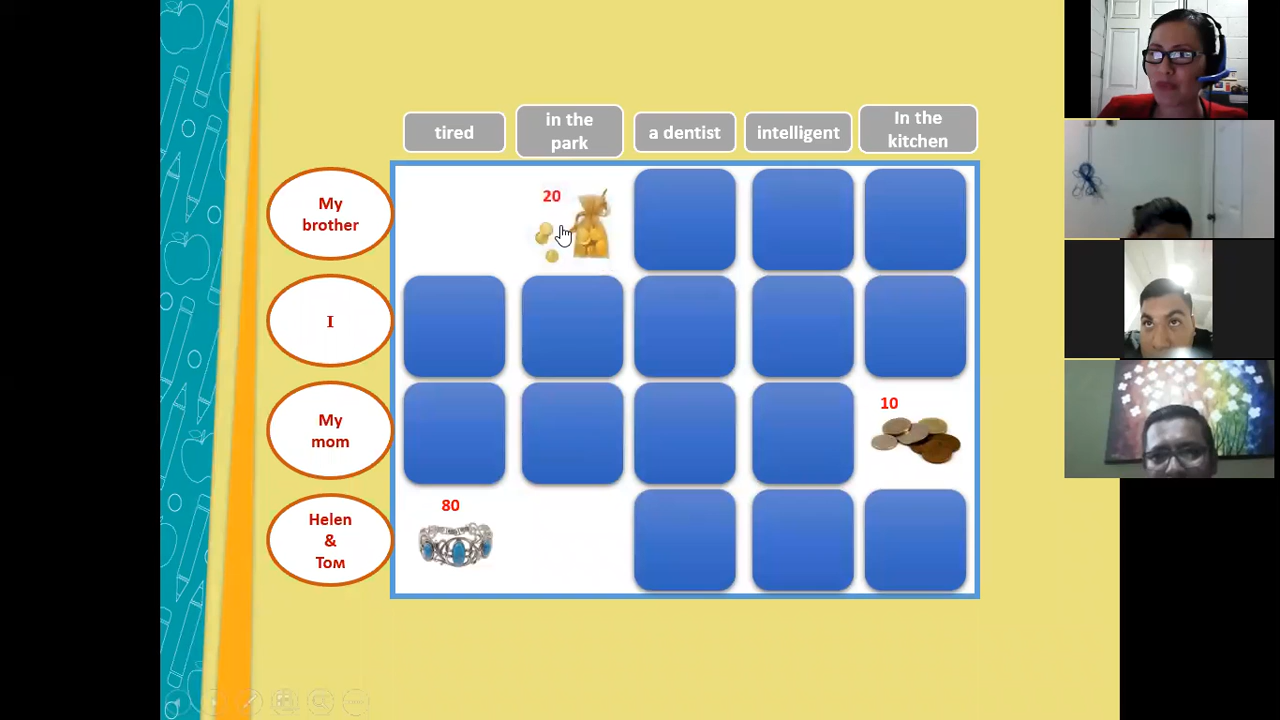 tired
in the
park
a dentist
intelligent
In the
kitchen
My
brother
20
I
My
mom
10
Helen
&
Tom
80